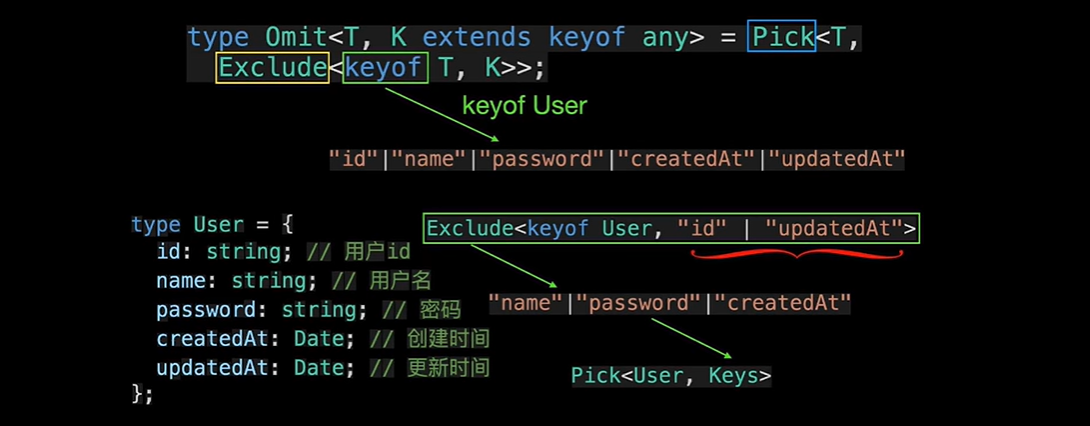 type Omit<T, K extends keyof any> = Pick<T,
Exclude<keyof T, K>>;
keyof User
"id"|"name"|"password"|"createdAt"|"updatedAt"
type User = {
id: string; // 用户id
name: string; // 用户名
password: string; // 密码
createdAt: Date; // 创建时间
updatedAt: Date; // 更新时间
};
Exclude<keyof User, "id" | "updatedAt">
"name"|"password"|"createdAt"
Pick<User, Keys>